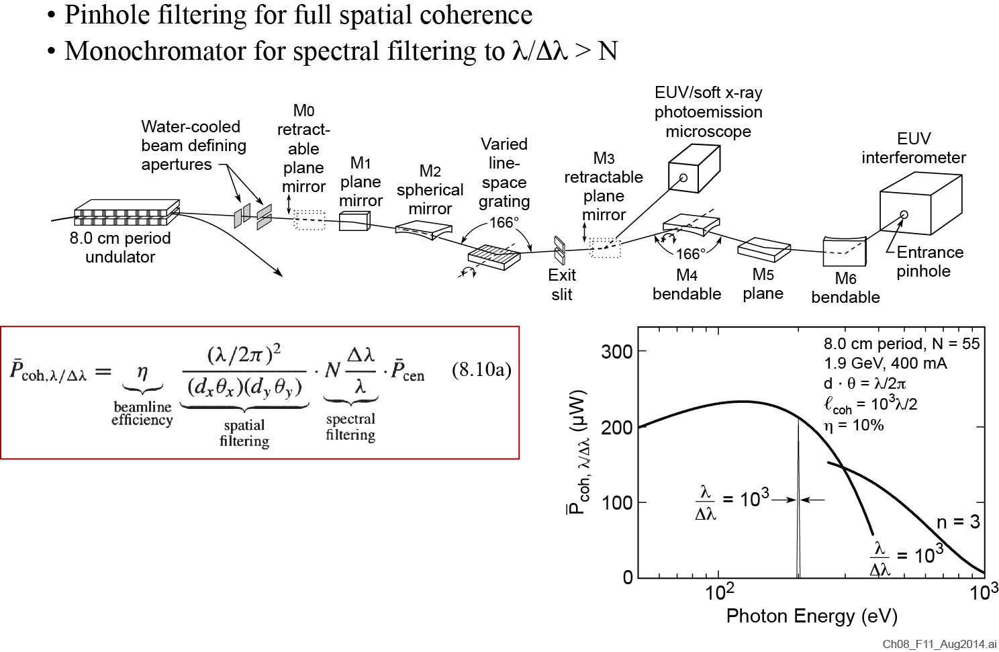 • Pinhole filtering for full spatial coherence
• Monochromator for spectral filtering to λ/Δλ > N
Water-cooled
beam defining
apertures
M0
retract-
able
plane
mirror
M1
plane
mirror
M2
spherical
mirror
Varied
line-
space
grating
166°
M3
retractable
plane
mirror
EUV/soft x-ray
photoemission
microscope
EUV
interferometer
8.0 cm period
undulator
Exit
slit
166°
M4
bendable
M5
plane
M6
bendable
Entrance
pinhole
P̄coh,λ/Δλ = η (λ/2π)² / (dxθx)(dyθy) · N Δλ/λ · P̄cen (8.10a)
beamline
efficiency
spatial
filtering
spectral
filtering
P̄coh, λ/Δλ (μW)
300
200
100
0
8.0 cm period, N = 55
1.9 GeV, 400 mA
d · θ = λ/2π
ℓcoh = 10³λ/2
η = 10%
λ/Δλ = 10³
n = 3
λ/Δλ = 10³
10²
10³
Photon Energy (eV)
Ch08_F11_Aug2014.ai